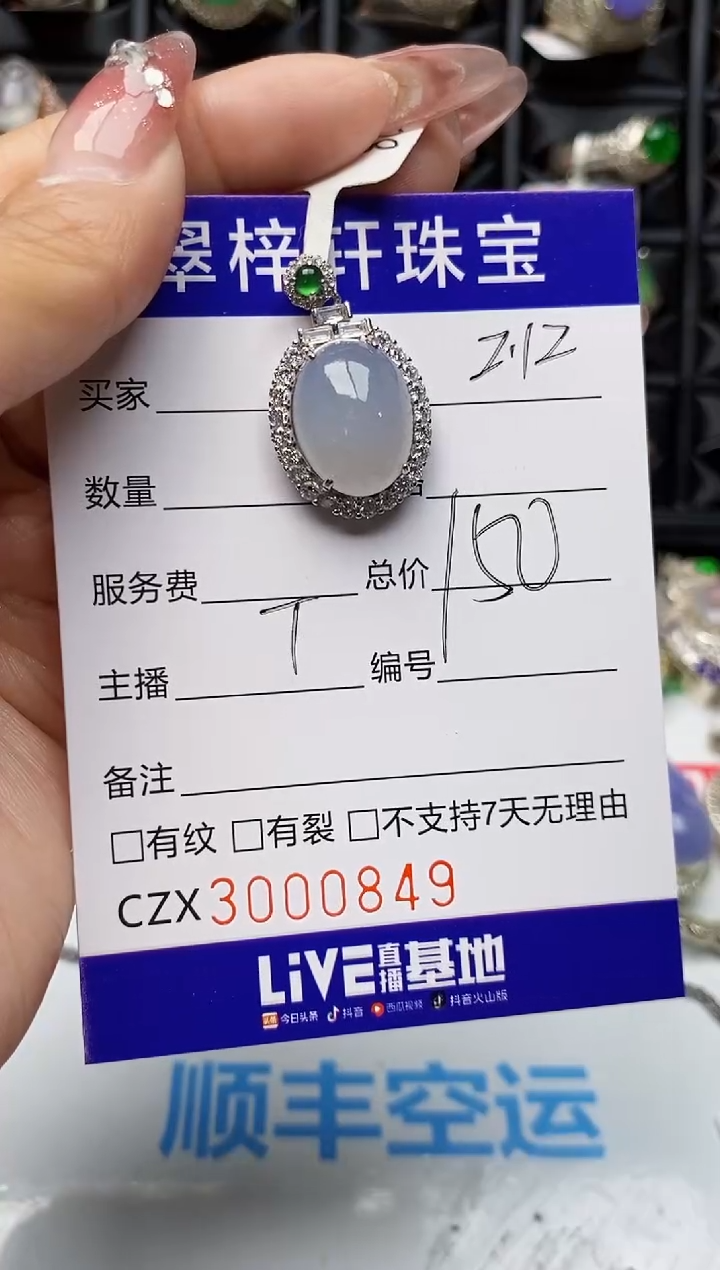 翠梓轩珠宝
2.12
买家
数量
服务费 总价 150
主播 T 编号
备注
□有纹 □有裂 □不支持7天无理由
CZX3000849
LiVE直播基地
今日头条 抖音 西瓜视频 抖音火山版
顺丰空运